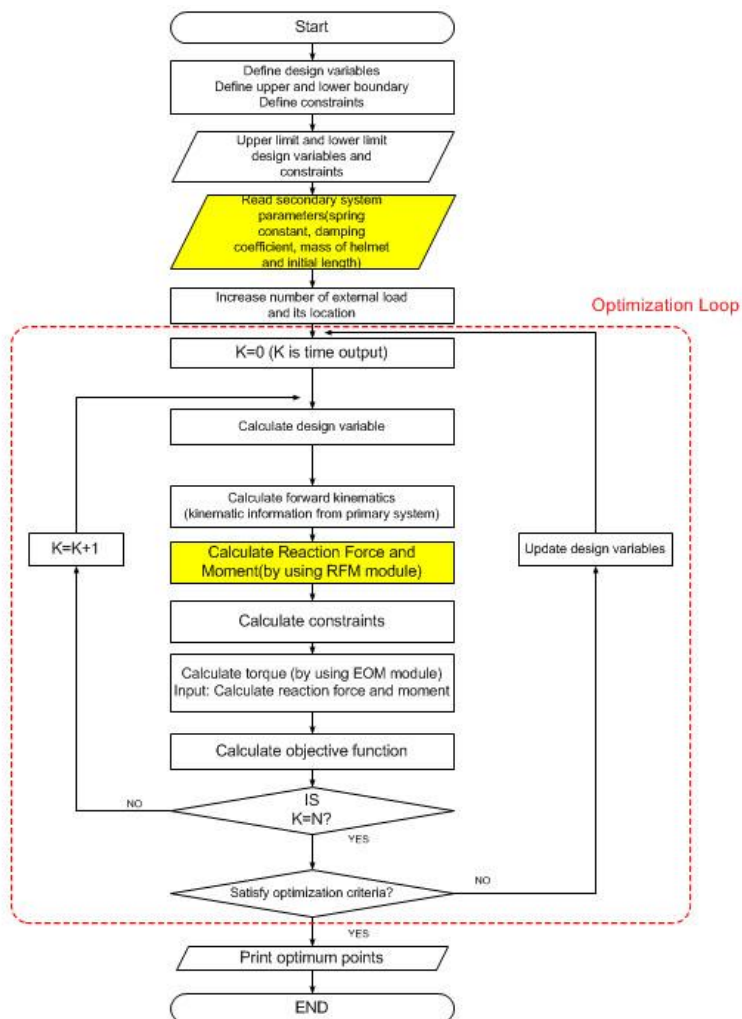 Start
Define design variables
Define upper and lower boundary
Define constraints
Upper limit and lower limit
design variables and
constraints
Read secondary system
parameters(spring
constant, damping
coefficient, mass of helmet
and initial length)
Increase number of external load
and its location
Optimization Loop
K=0 (K is time output)
Calculate design variable
Calculate forward kinematics
(kinematic information from primary system)
K=K+1
Calculate Reaction Force and
Moment(by using RFM module)
Update design variables
Calculate constraints
Calculate torque (by using EOM module)
Input: Calculate reaction force and moment
Calculate objective function
NO
IS
K=N?
YES
Satisfy optimization criteria?
NO
YES
Print optimum points
END